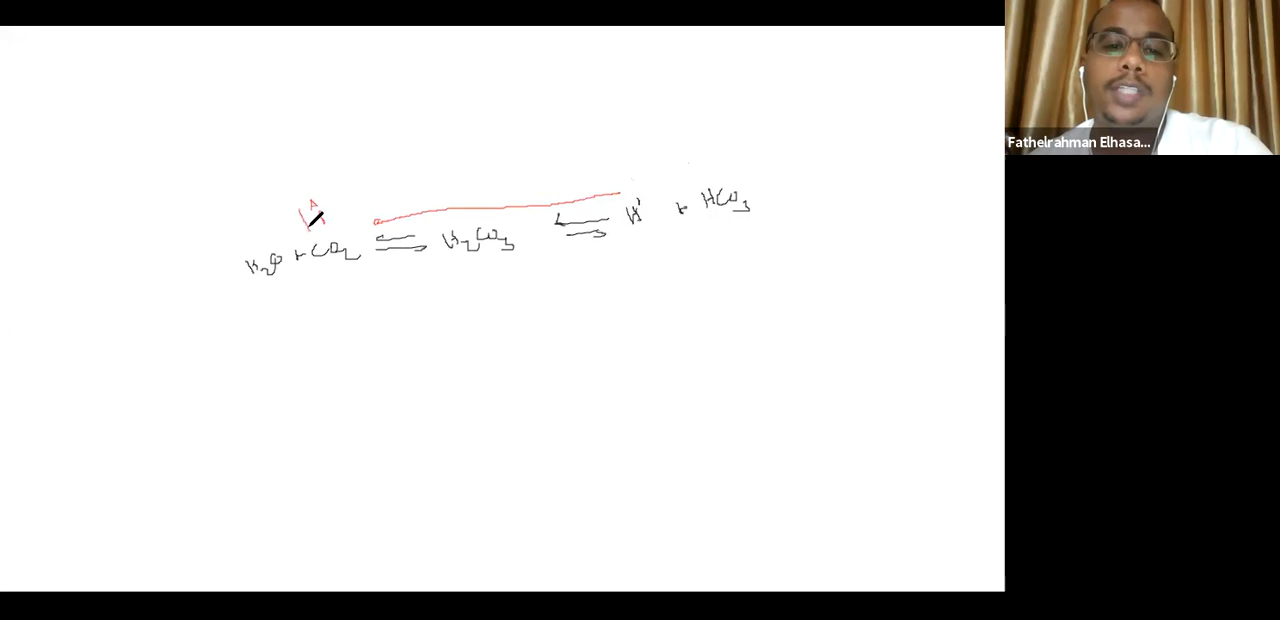 A
H2O + CO2 ⇌ H2CO3 ⇌ H' + HCO3
Fathelrahman Elhasa...